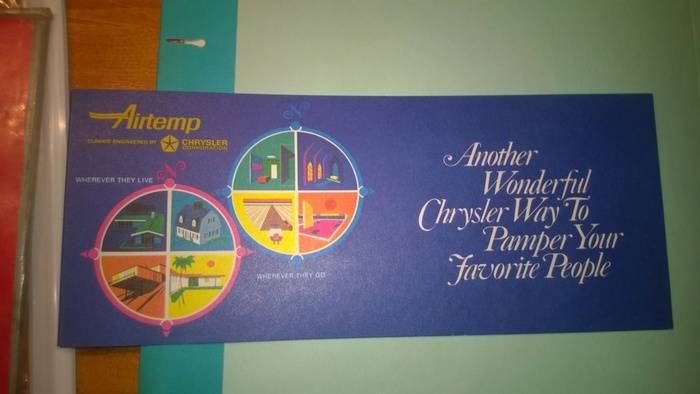 Airtemp
CLIMATE ENGINEERED BY CHRYSLER
CORPORATION
WHEREVER THEY LIVE
N
N
WHEREVER THEY GO
Another
Wonderful
Chrysler Way To
Pamper Your
Favorite People